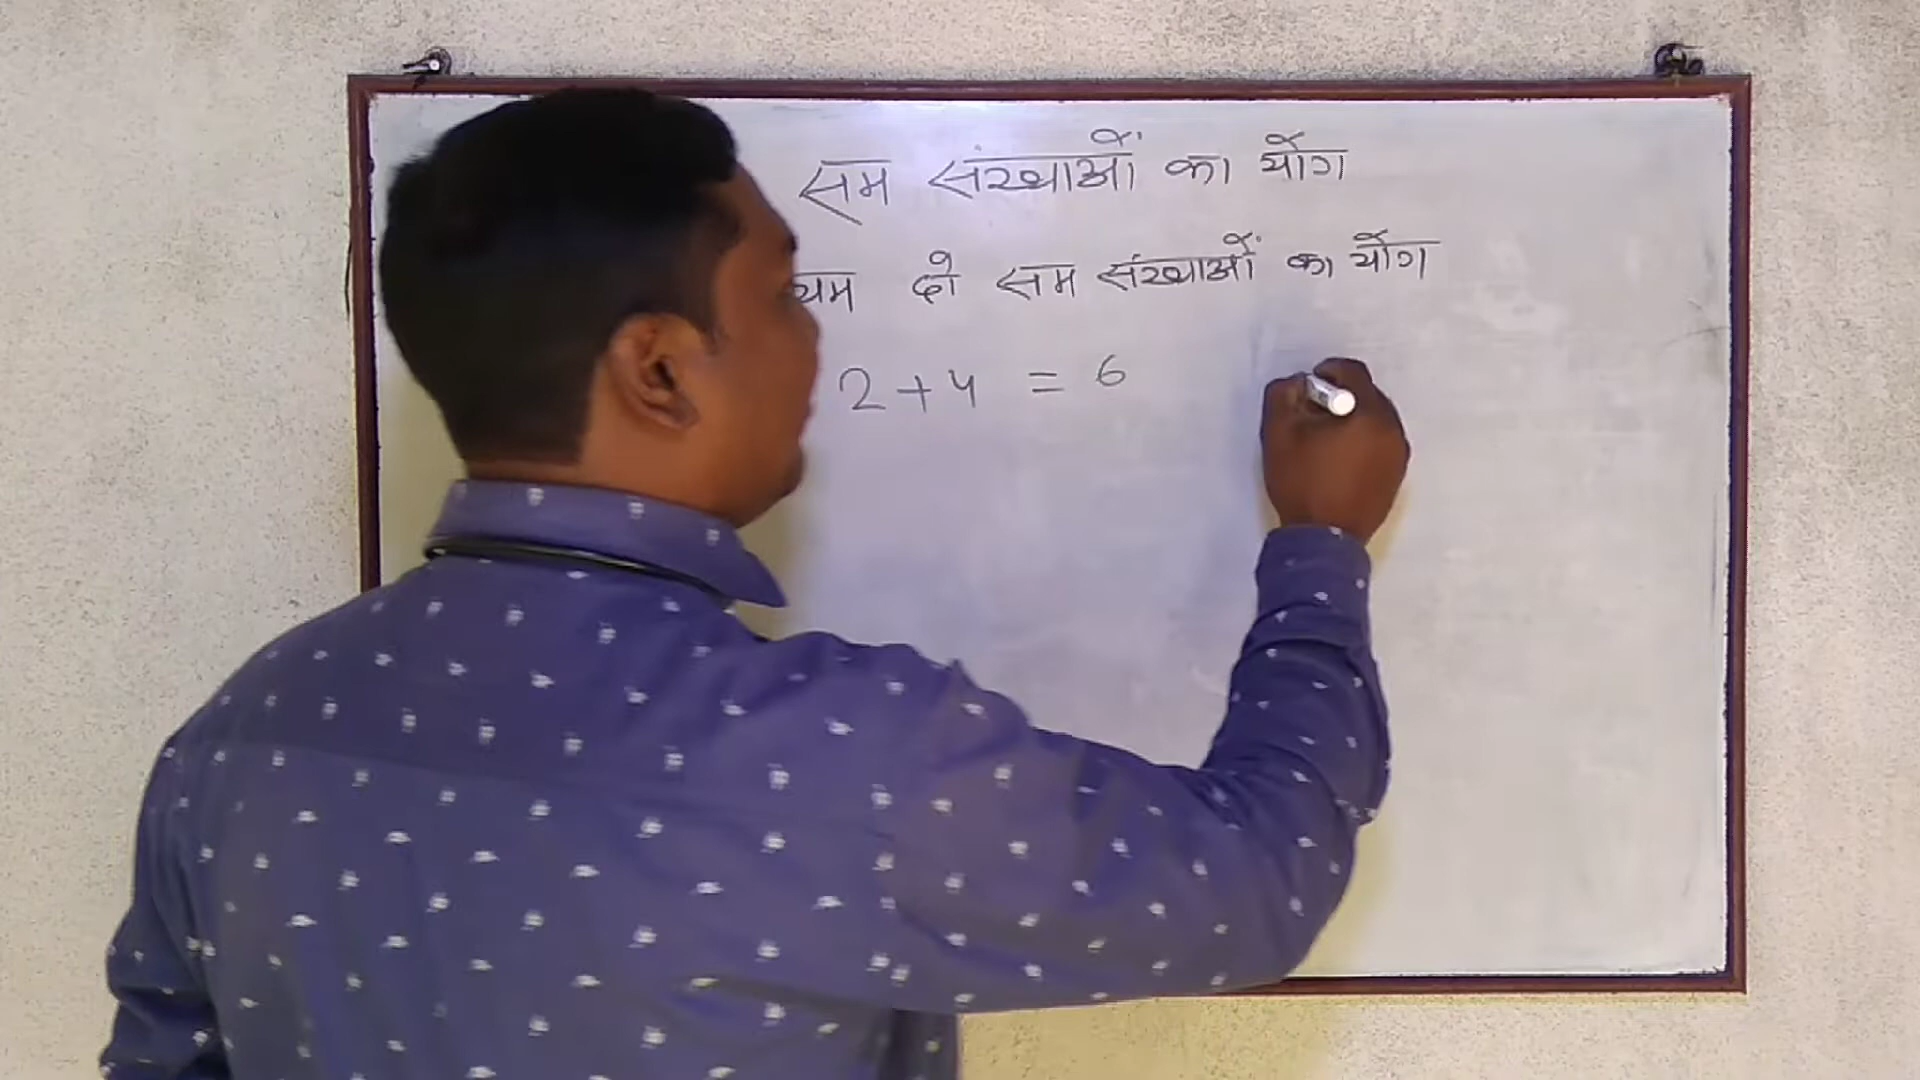 सम संख्याओं का योग
दो सम संख्याओं का योग
2 + 4 = 6